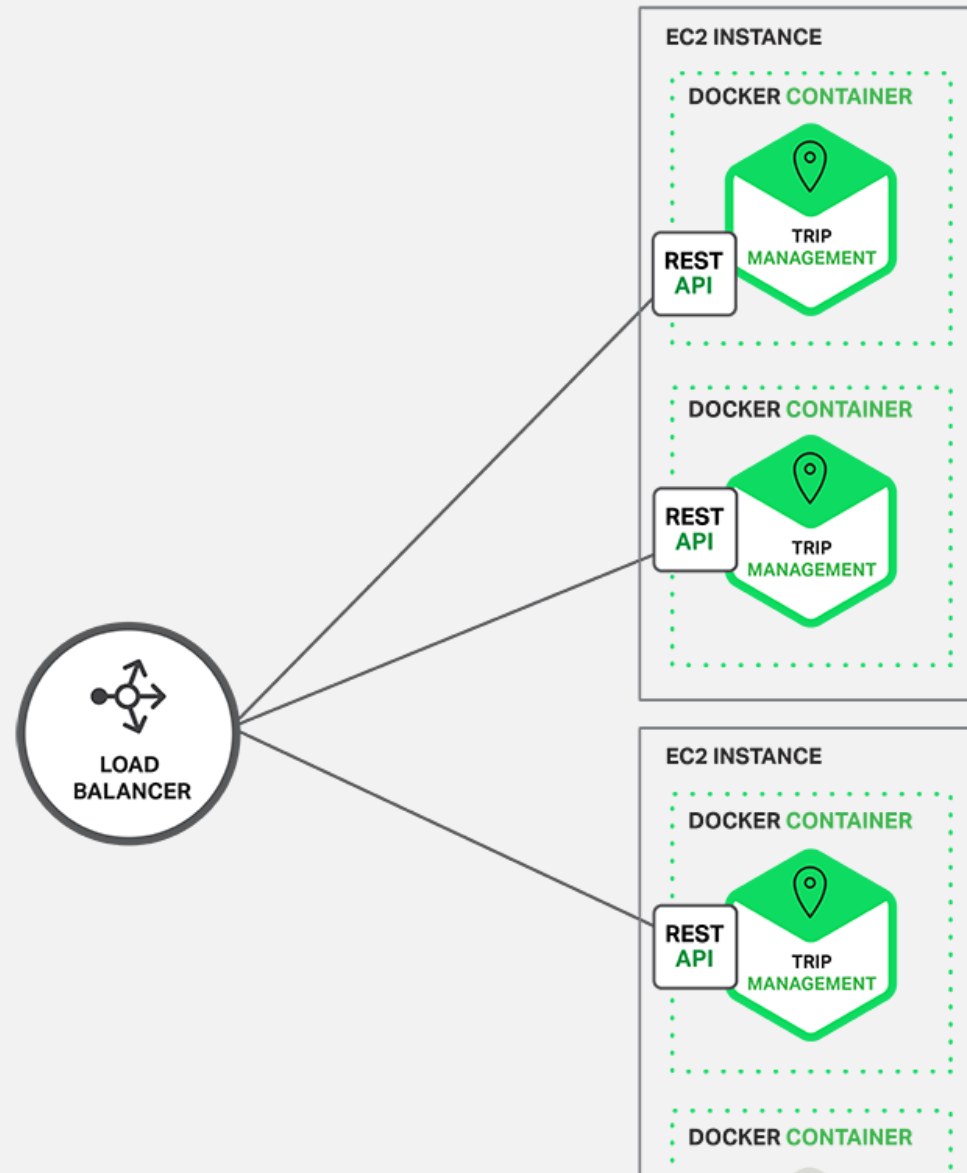 EC2 INSTANCE
DOCKER CONTAINER
TRIP
MANAGEMENT
REST
API
DOCKER CONTAINER
REST
API
TRIP
MANAGEMENT
LOAD
BALANCER
EC2 INSTANCE
DOCKER CONTAINER
REST
API
TRIP
MANAGEMENT
DOCKER CONTAINER